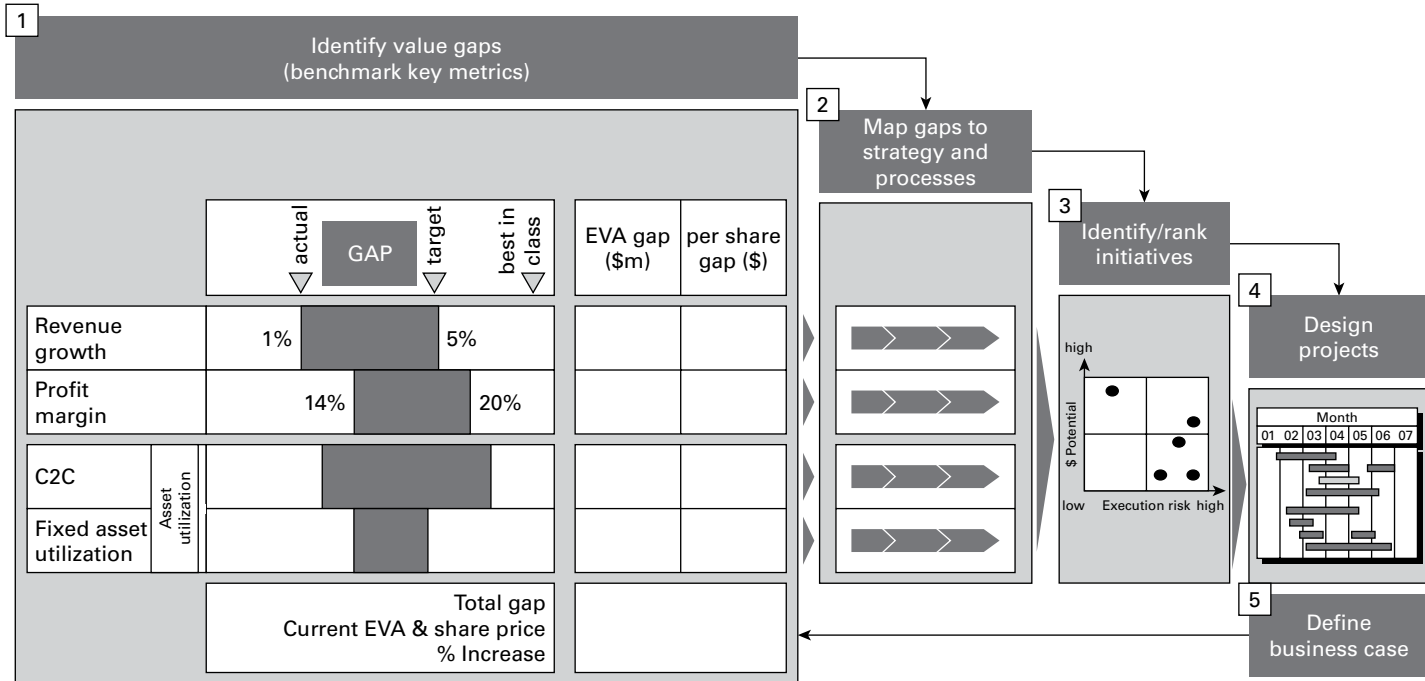 1
Identify value gaps
(benchmark key metrics)
2
Map gaps to
strategy and
processes
3
Identify/rank
initiatives
4
Design
projects
actual
GAP
target
best in
class
EVA gap
($m)
per share
gap ($)
Revenue
growth
1%
5%
Profit
margin
14%
20%
C2C
Fixed asset
utilization
Asset
utilization
Total gap
Current EVA & share price
% Increase
high
$ Potential
low
Execution risk
high
Month
01 02 03 04 05 06 07
5
Define
business case